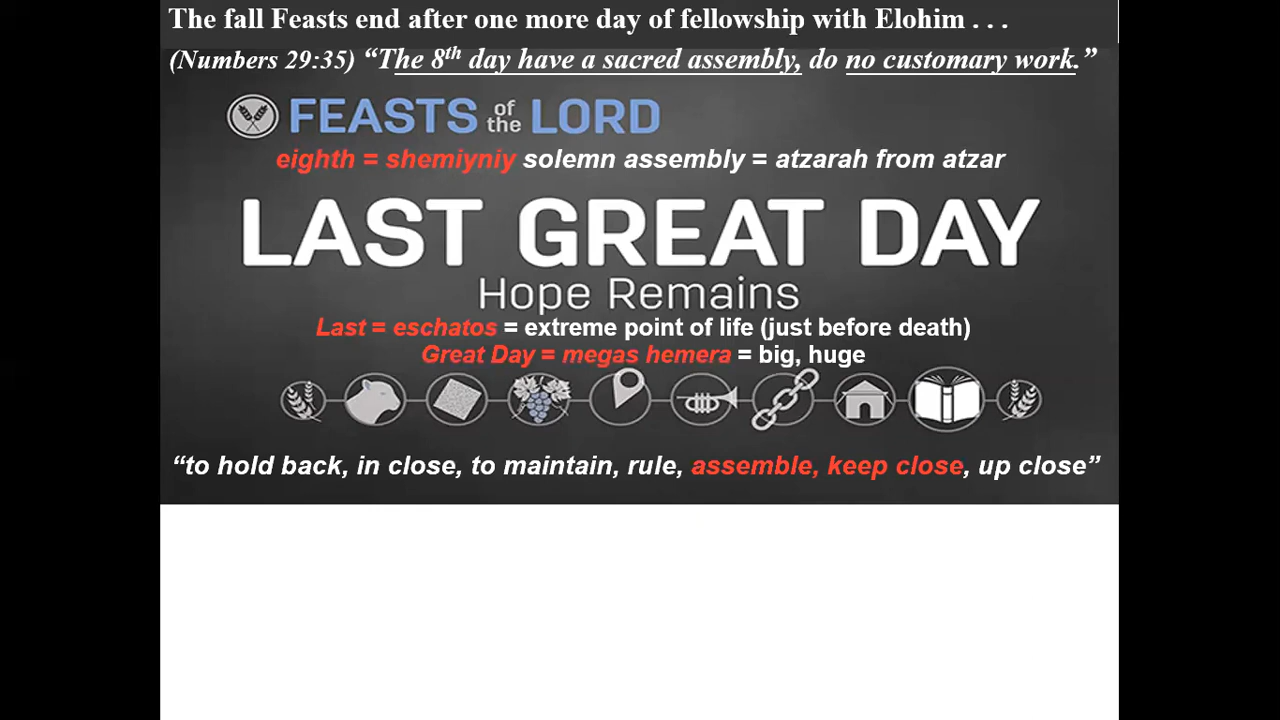 The fall Feasts end after one more day of fellowship with Elohim . . .
(Numbers 29:35) “The 8th day have a sacred assembly, do no customary work.”
FEASTS of the LORD
eighth = shemiyniy solemn assembly = atzarah from atzar
LAST GREAT DAY
Hope Remains
Last = eschatos = extreme point of life (just before death)
Great Day = megas hemera = big, huge
“to hold back, in close, to maintain, rule, assemble, keep close, up close”